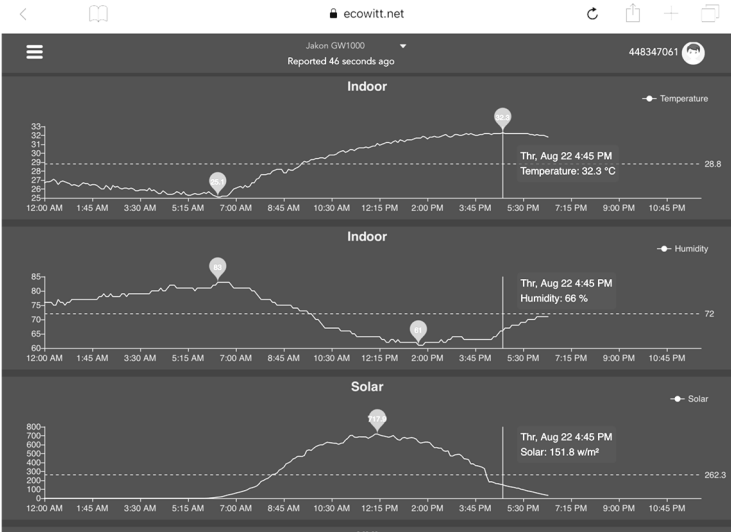 ecowitt.net
Jakon GW1000
Reported 46 seconds ago
448347061
Indoor
Temperature
33
32
31
30
29
28
27
26
25
32.3
25.1
28.8
Thr, Aug 22 4:45 PM
Temperature: 32.3 °C
12:00 AM 1:45 AM 3:30 AM 5:15 AM 7:00 AM 8:45 AM 10:30 AM 12:15 PM 2:00 PM 3:45 PM 5:30 PM 7:15 PM 9:00 PM 10:45 PM
Indoor
Humidity
85
80
75
70
65
60
83
61
72
Thr, Aug 22 4:45 PM
Humidity: 66 %
12:00 AM 1:45 AM 3:30 AM 5:15 AM 7:00 AM 8:45 AM 10:30 AM 12:15 PM 2:00 PM 3:45 PM 5:30 PM 7:15 PM 9:00 PM 10:45 PM
Solar
Solar
800
700
600
500
400
300
200
100
0
262.3
Thr, Aug 22 4:45 PM
Solar: 151.8 w/m²
12:00 AM 1:45 AM 3:30 AM 5:15 AM 7:00 AM 8:45 AM 10:30 AM 12:15 PM 2:00 PM 3:45 PM 5:30 PM 7:15 PM 9:00 PM 10:45 PM